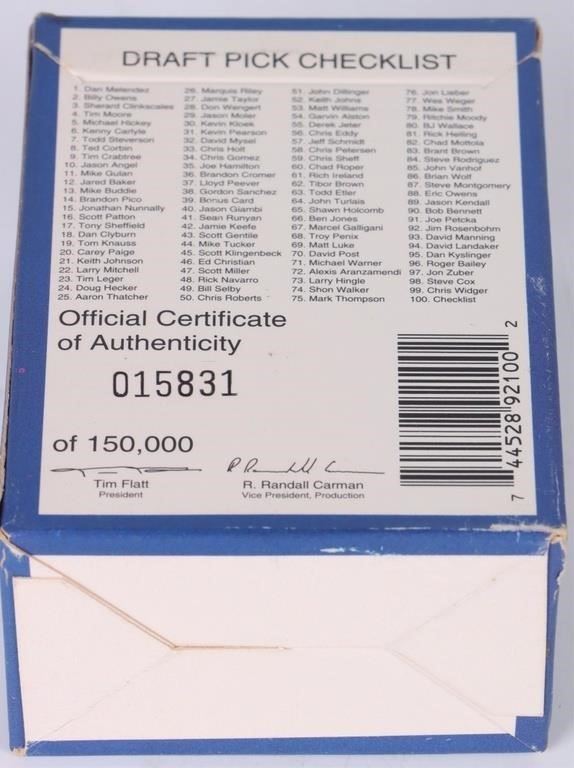 DRAFT PICK CHECKLIST
1. Dan Melendez
2. Billy Owens
3. Sherard Clinkscales
4. Tim Moore
5. Michael Hickey
6. Kenny Carlyle
7. Todd Stevenson
8. Ted Corbin
9. Tim Crabtree
10. Jason Angel
11. Mike Gulan
12. Jared Baker
13. Mike Buddie
14. Brandon Pico
15. Jonathan Nunnally
16. Scott Patton
17. Tony Sheffield
18. Dan Clyburn
19. Tom Knauss
20. Carey Paige
21. Keith Johnson
22. Larry Mitchell
23. Tim Leger
24. Doug Hecker
25. Aaron Thatcher
26. Marquis Riley
27. Jamie Taylor
28. Don Wengert
29. Jason Moler
30. Kevin Kloek
31. Kevin Pearson
32. David Mysel
33. Chris Holt
34. Chris Gomez
35. Joe Hamilton
36. Brandon Cromer
37. Lloyd Peever
38. Gordon Sanchez
39. Bonus Card
40. Jason Giambi
41. Sean Runyan
42. Jamie Keefe
43. Scott Gentile
44. Mike Tucker
45. Scott Klingenbeck
46. Ed Christian
47. Scott Miller
48. Rick Navarro
49. Bill Selby
50. Chris Roberts
51. John Dillinger
52. Keith Johns
53. Matt Williams
54. Garvin Alston
55. Derek Jeter
56. Chris Eddy
57. Jeff Schmidt
58. Chris Petersen
59. Chris Sheff
60. Chad Roper
61. Rich Ireland
62. Tibor Brown
63. Todd Etler
64. John Turlais
65. Shawn Holcomb
66. Ben Jones
67. Marcel Galligani
68. Troy Penix
69. Matt Luke
70. David Post
71. Michael Warner
72. Alexis Aranzamendi
73. Larry Hingle
74. Shon Walker
75. Mark Thompson
76. Jon Lieber
77. Wes Weger
78. Mike Smith
79. Ritchie Moody
80. BJ Wallace
81. Rick Helling
82. Chad Mottola
83. Brant Brown
84. Steve Rodriguez
85. John Vanhof
86. Brian Wolf
87. Steve Montgomery
88. Eric Owens
89. Jason Kendall
90. Bob Bennett
91. Joe Petcka
92. Jim Rosenbohm
93. David Manning
94. David Landaker
95. Dan Kyslinger
96. Roger Bailey
97. Jon Zuber
98. Steve Cox
99. Chris Widger
100. Checklist
Official Certificate
of Authenticity
015831
of 150,000
Tim Flatt
President
R. Randall Carman
Vice President, Production
7 44528 92100 2